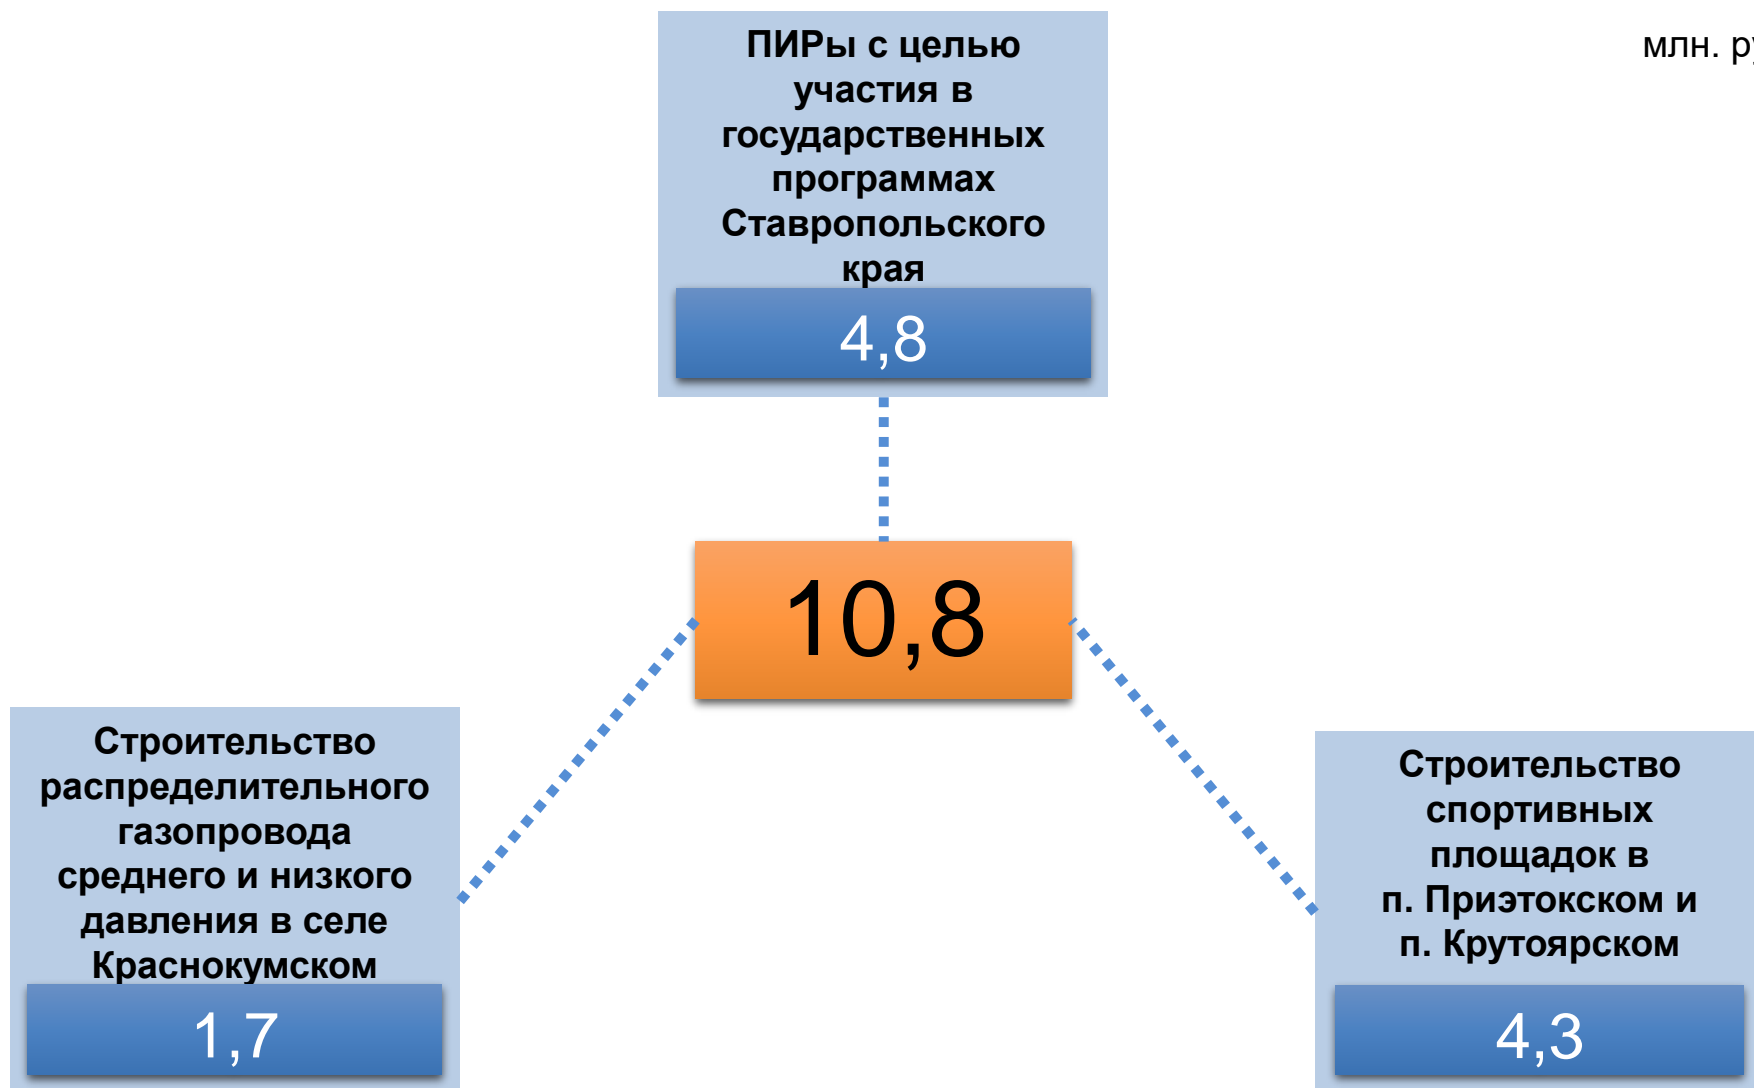 ПИРы с целью
участия в
государственных
программах
Ставропольского
края
4,8
млн. ру
10,8
Строительство
распределительного
газопровода
среднего и низкого
давления в селе
Краснокумском
1,7
Строительство
спортивных
площадок в
п. Приэтокском и
п. Крутоярском
4,3